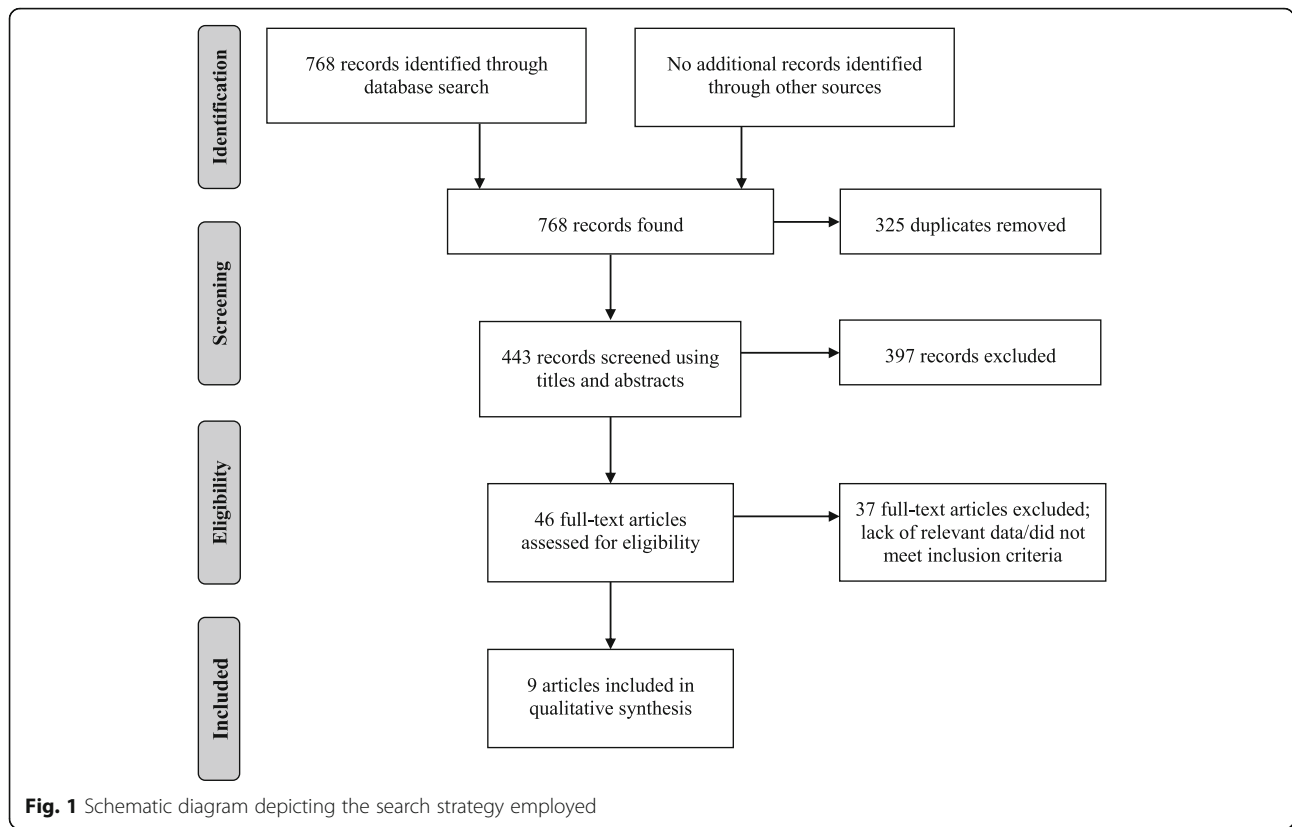 Identification
768 records identified through
database search
No additional records identified
through other sources
768 records found
325 duplicates removed
Screening
443 records screened using
titles and abstracts
397 records excluded
Eligibility
46 full-text articles
assessed for eligibility
37 full-text articles excluded;
lack of relevant data/did not
meet inclusion criteria
Included
9 articles included in
qualitative synthesis
Fig. 1 Schematic diagram depicting the search strategy employed